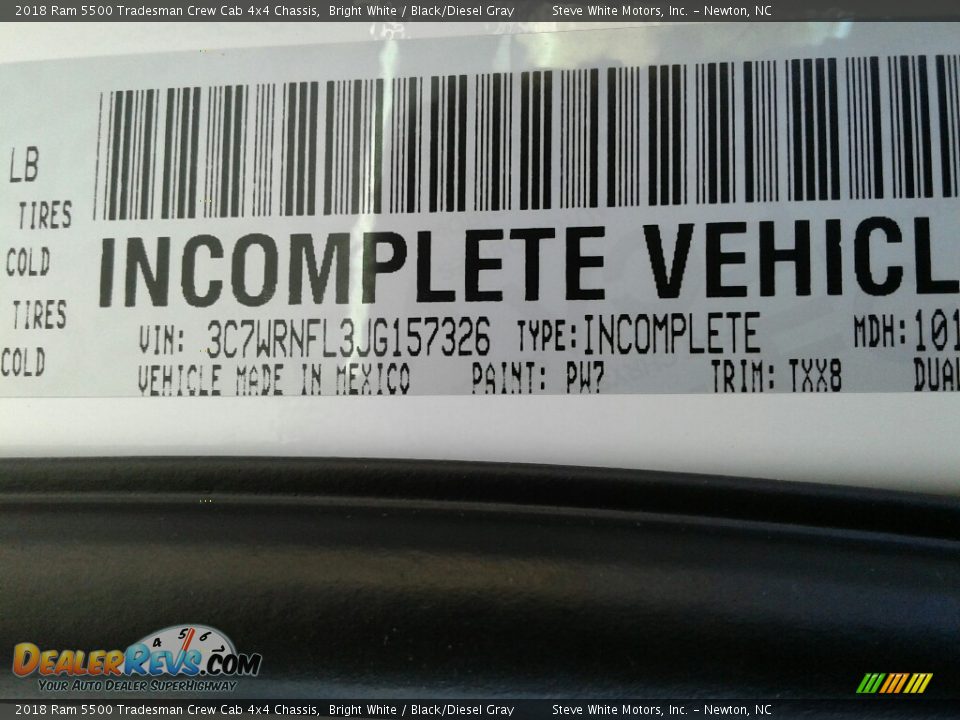 2018 Ram 5500 Tradesman Crew Cab 4x4 Chassis, Bright White / Black/Diesel Gray Steve White Motors, Inc. – Newton, NC
LB
TIRES
COLD
TIRES
COLD
INCOMPLETE VEHICL
VIN: 3C7WRNFL3JG157326 TYPE:INCOMPLETE MDH:101
VEHICLE MADE IN MEXICO PAINT: PW7 TRIM: TXX8 DUAL
4 5 6
DEALERREVS.COM
YOUR AUTO DEALER SUPERHIGHWAY
2018 Ram 5500 Tradesman Crew Cab 4x4 Chassis, Bright White / Black/Diesel Gray Steve White Motors, Inc. – Newton, NC